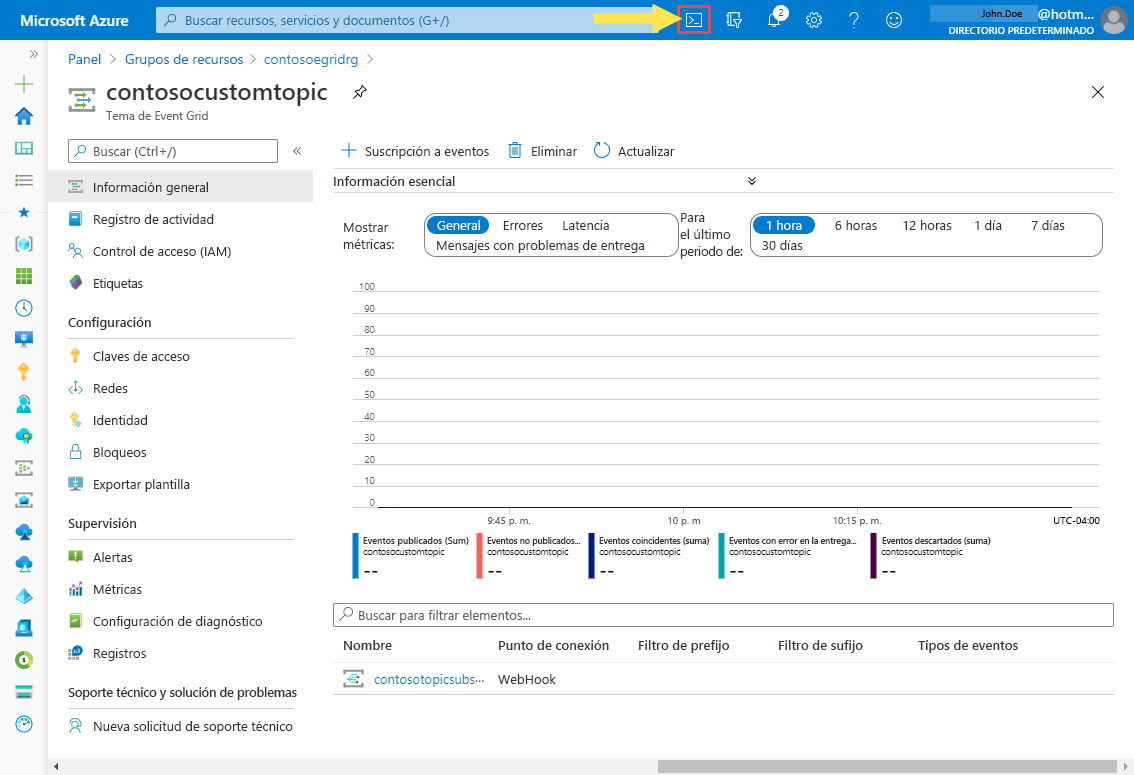 Microsoft Azure
Buscar recursos, servicios y documentos (G+/)
2
John.Doe @hotm...
DIRECTORIO PREDETERMINADO
Panel > Grupos de recursos > contosoegridrg >
contosocustomtopic
Tema de Event Grid
Buscar (Ctrl+/)
Información general
Registro de actividad
Control de acceso (IAM)
Etiquetas
Configuración
Claves de acceso
Redes
Identidad
Bloqueos
Exportar plantilla
Supervisión
Alertas
Métricas
Configuración de diagnóstico
Registros
Soporte técnico y solución de problemas
Nueva solicitud de soporte técnico
Suscripción a eventos Eliminar Actualizar
Información esencial
Mostrar
métricas:
General Errores Latencia
Mensajes con problemas de entrega
Para
el último
periodo de:
1 hora 6 horas 12 horas 1 día 7 días
30 días
100
90
80
70
60
50
40
30
20
10
0
9:45 p. m. 10 p. m 10:15 p. m. UTC-04:00
Eventos publicados (Sum)
contosocustomtopic
--
Eventos no publicados...
contosocustomtopic
--
Eventos coincidentes (suma)
contosocustomtopic
--
Eventos con error en la entrega...
contosocustomtopic
--
Eventos descartados (suma)
contosocustomtopic
--
Buscar para filtrar elementos...
Nombre Punto de conexión Filtro de prefijo Filtro de sufijo Tipos de eventos
contosotopicsubs... WebHook